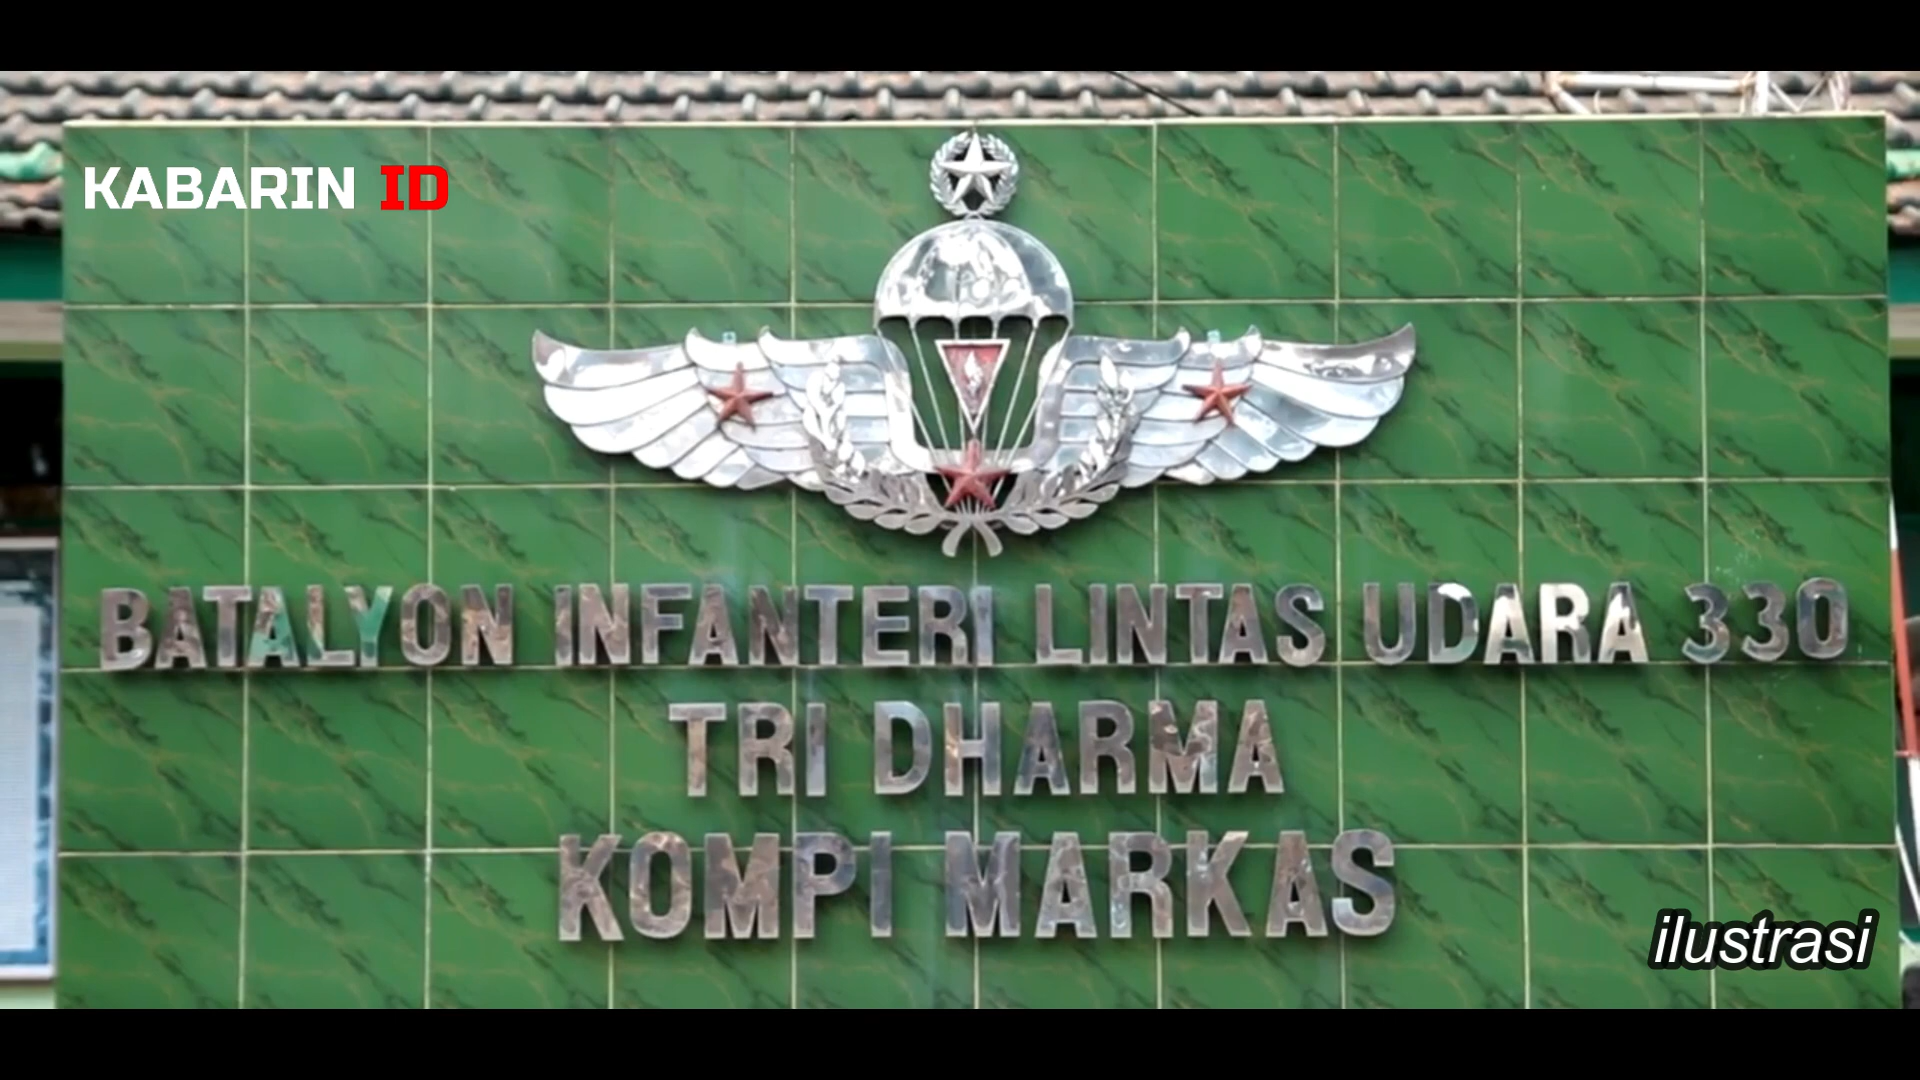 KABARIN ID
BATALYON INFANTERI LINTAS UDARA 330
TRI DHARMA
KOMPI MARKAS
ilustrasi